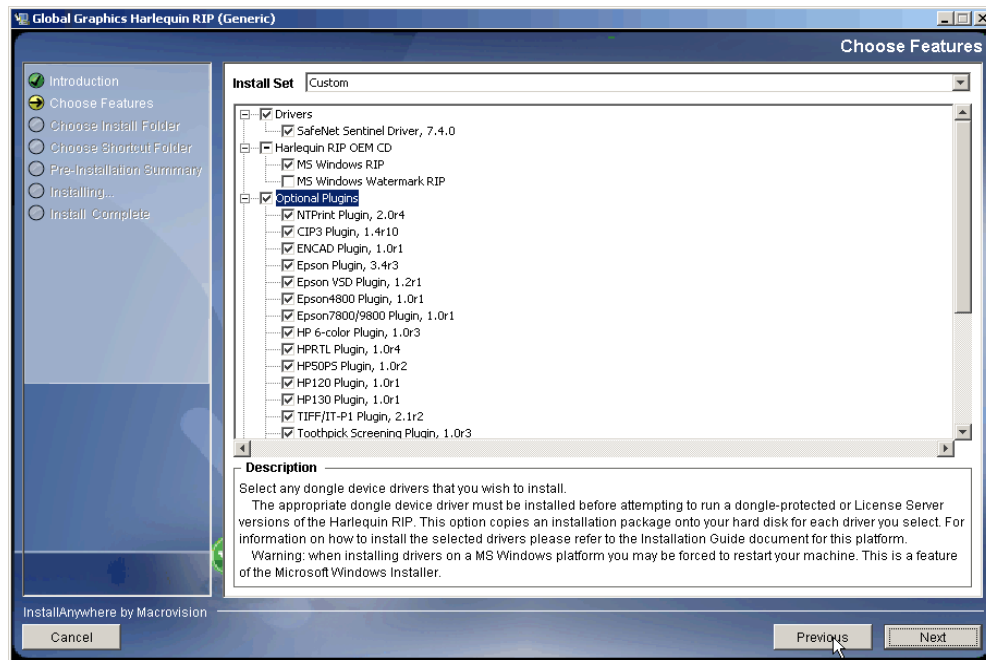 Global Graphics Harlequin RIP (Generic)
Choose Features
Introduction
Choose Features
Choose Install Folder
Choose Shortcut Folder
Pre-Installation Summary
Installing...
Install Complete
Install Set Custom
Drivers
SafeNet Sentinel Driver, 7.4.0
Harlequin RIP OEM CD
MS Windows RIP
MS Windows Watermark RIP
Optional Plugins
NTPrint Plugin, 2.0r4
CIP3 Plugin, 1.4r10
ENCAD Plugin, 1.0r1
Epson Plugin, 3.4r3
Epson VSD Plugin, 1.2r1
Epson4800 Plugin, 1.0r1
Epson7800/9800 Plugin, 1.0r1
HP 6-color Plugin, 1.0r3
HPRTL Plugin, 1.0r4
HP50PS Plugin, 1.0r2
HP120 Plugin, 1.0r1
HP130 Plugin, 1.0r1
TIFF/IT-P1 Plugin, 2.1r2
Toothpick Screening Plugin, 1.0r3
Description
Select any dongle device drivers that you wish to install.
The appropriate dongle device driver must be installed before attempting to run a dongle-protected or License Server
versions of the Harlequin RIP. This option copies an installation package onto your hard disk for each driver you select. For
information on how to install the selected drivers please refer to the Installation Guide document for this platform.
Warning: when installing drivers on a MS Windows platform you may be forced to restart your machine. This is a feature
of the Microsoft Windows Installer.
InstallAnywhere by Macrovision
Cancel
Previous
Next